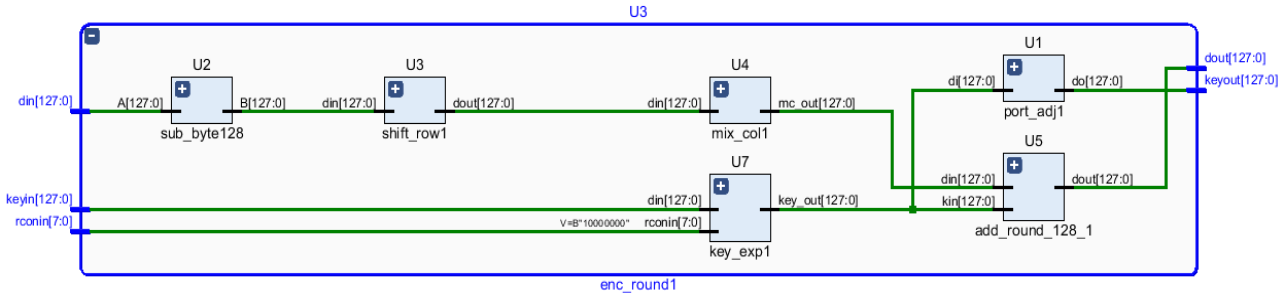 U3
U1
dout[127:0]
U2
U3
U4
di[127:0]
do[127:0]
keyout[127:0]
din[127:0]
A[127:0]
B[127:0]
din[127:0]
dout[127:0]
din[127:0]
mc_out[127:0]
port_adj1
sub_byte128
shift_row1
mix_col1
U5
U7
din[127:0]
dout[127:0]
keyin[127:0]
din[127:0]
key_out[127:0]
kin[127:0]
rconin[7:0]
V=B"10000000"
rconin[7:0]
add_round_128_1
key_exp1
enc_round1